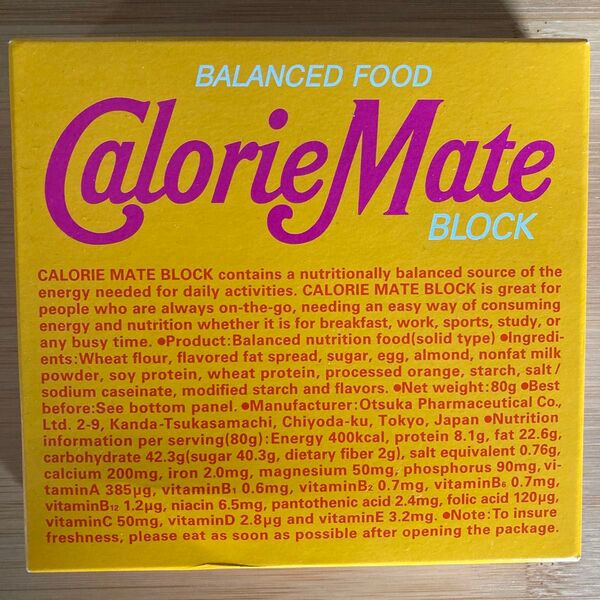 BALANCED FOOD
CalorieMate
BLOCK
CALORIE MATE BLOCK contains a nutritionally balanced source of the
energy needed for daily activities. CALORIE MATE BLOCK is great for
people who are always on-the-go, needing an easy way of consuming
energy and nutrition whether it is for breakfast, work, sports, study, or
any busy time. ●Product:Balanced nutrition food(solid type) ●Ingredi-
ents:Wheat flour, flavored fat spread, sugar, egg, almond, nonfat milk
powder, soy protein, wheat protein, processed orange, starch, salt/
sodium caseinate, modified starch and flavors. ●Net weight:80g ●Best
before:See bottom panel. ●Manufacturer:Otsuka Pharmaceutical Co.,
Ltd. 2-9, Kanda-Tsukasamachi, Chiyoda-ku, Tokyo, Japan ●Nutrition
information per serving(80g):Energy 400kcal, protein 8.1g, fat 22.6g,
carbohydrate 42.3g(sugar 40.3g, dietary fiber 2g), salt equivalent 0.76g,
calcium 200mg, iron 2.0mg, magnesium 50mg, phosphorus 90mg, vi-
taminA 385μg, vitaminB₁ 0.6mg, vitaminB₂ 0.7mg, vitaminB₆ 0.7mg,
vitaminB₁₂ 1.2μg, niacin 6.5mg, pantothenic acid 2.4mg, folic acid 120μg,
vitaminC 50mg, vitaminD 2.8μg and vitaminE 3.2mg. ●Note:To insure
freshness, please eat as soon as possible after opening the package.